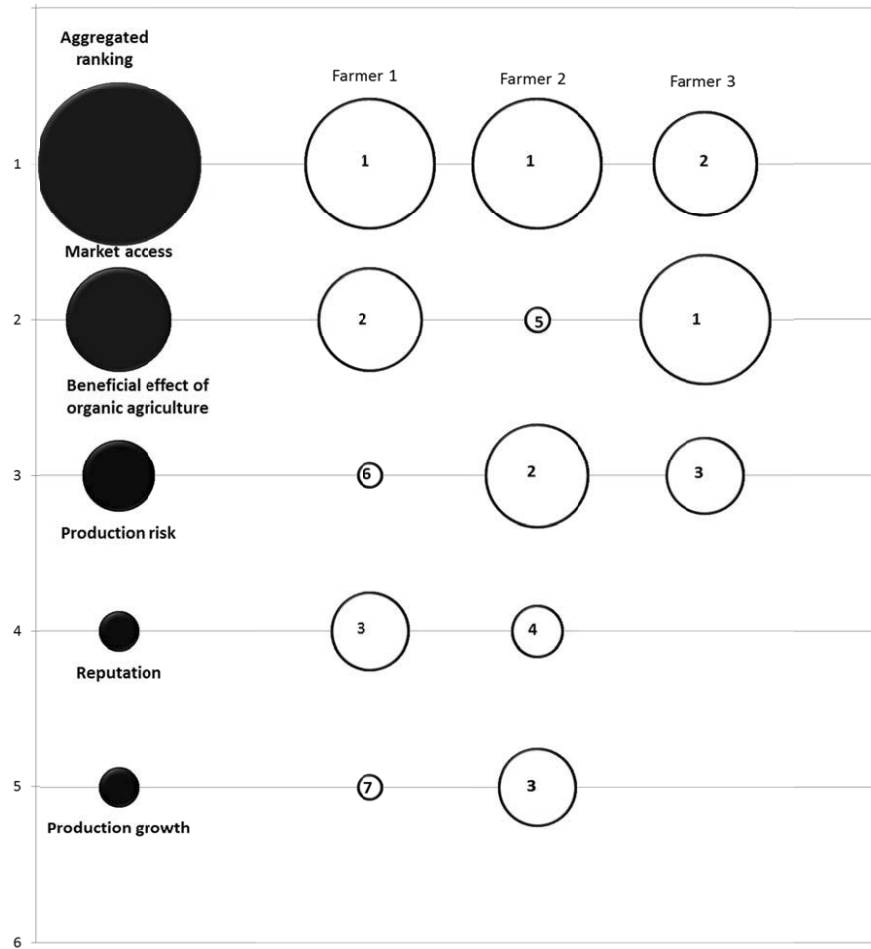 Aggregated
ranking
Farmer 1
Farmer 2
Farmer 3
1
1
1
2
Market access
2
2
5
1
Beneficial effect of
organic agriculture
3
6
2
3
Production risk
4
3
4
Reputation
5
7
3
Production growth
6